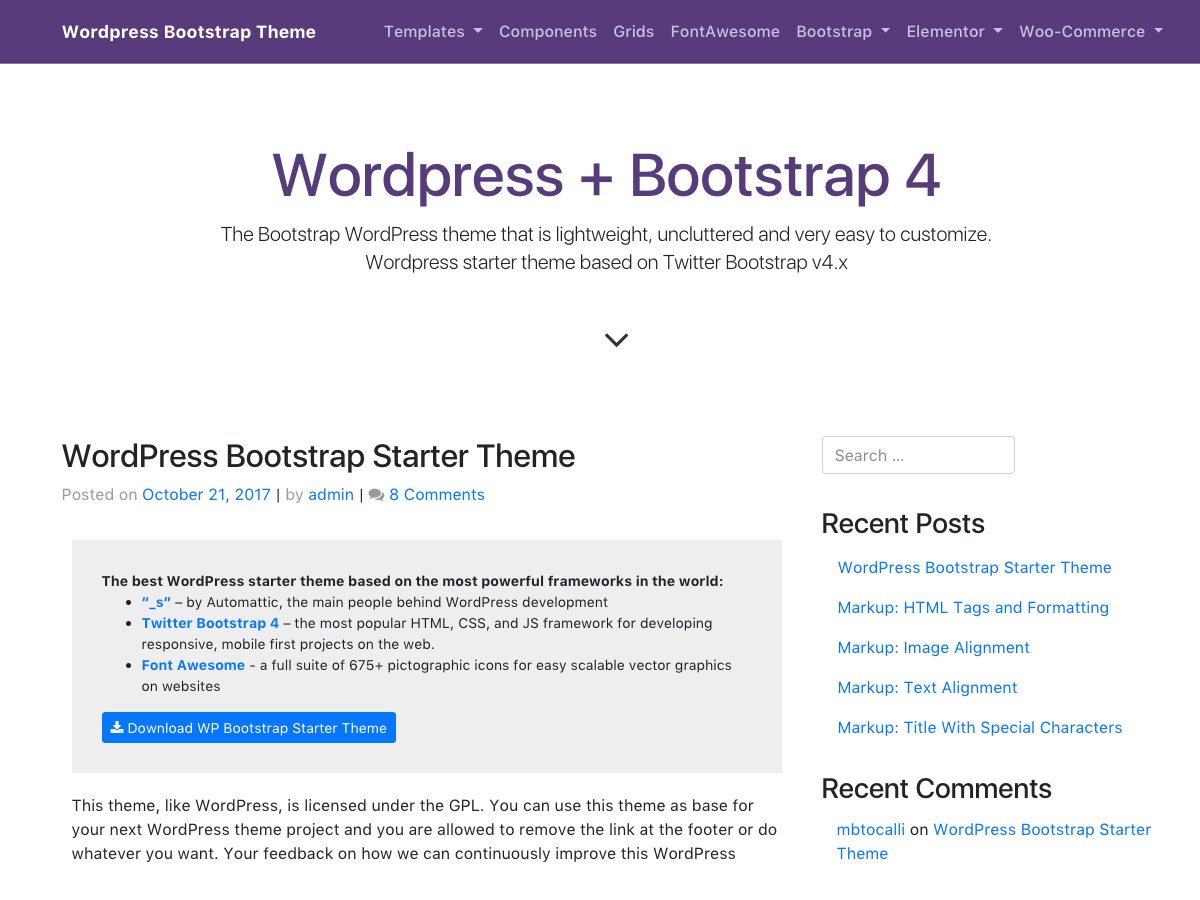 Wordpress Bootstrap Theme
Templates Components Grids FontAwesome Bootstrap Elementor Woo-Commerce
Wordpress + Bootstrap 4
The Bootstrap WordPress theme that is lightweight, uncluttered and very easy to customize.
Wordpress starter theme based on Twitter Bootstrap v4.x
WordPress Bootstrap Starter Theme
Posted on October 21, 2017 | by admin | 8 Comments
The best WordPress starter theme based on the most powerful frameworks in the world:
• “_s” – by Automattic, the main people behind WordPress development
• Twitter Bootstrap 4 – the most popular HTML, CSS, and JS framework for developing
responsive, mobile first projects on the web.
• Font Awesome - a full suite of 675+ pictographic icons for easy scalable vector graphics
on websites
Download WP Bootstrap Starter Theme
This theme, like WordPress, is licensed under the GPL. You can use this theme as base for
your next WordPress theme project and you are allowed to remove the link at the footer or do
whatever you want. Your feedback on how we can continuously improve this WordPress
Search ...
Recent Posts
WordPress Bootstrap Starter Theme
Markup: HTML Tags and Formatting
Markup: Image Alignment
Markup: Text Alignment
Markup: Title With Special Characters
Recent Comments
mbtocalli on WordPress Bootstrap Starter
Theme